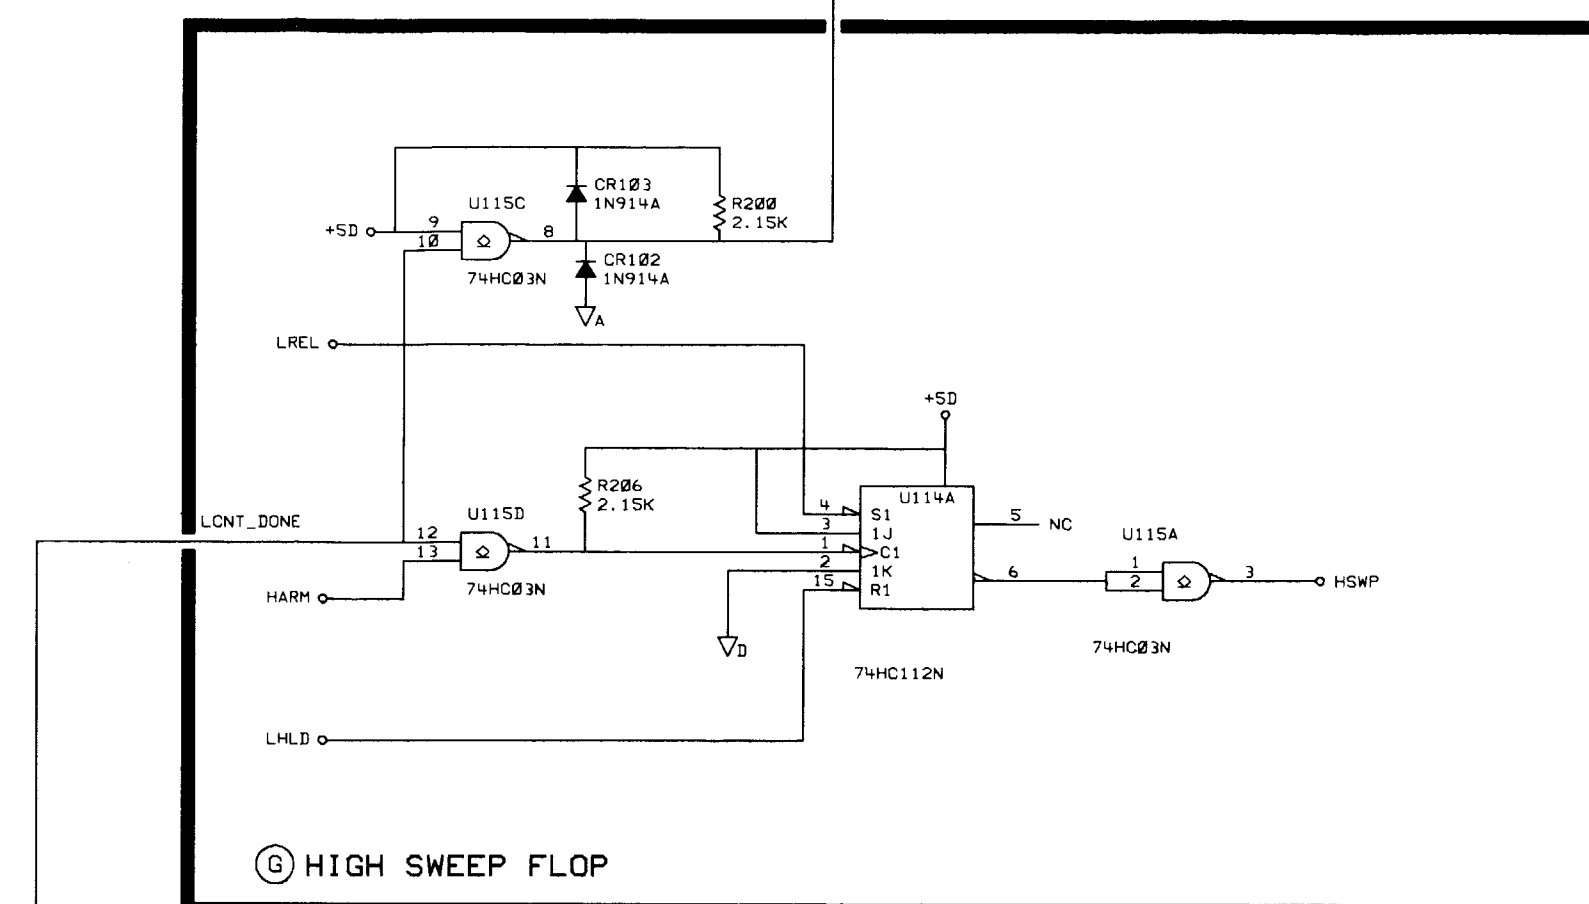 CR1Ø3
1N914A
U115C
R2ØØ
2.15K
+5D
9
1Ø
8
74HCØ3N
CR1Ø2
1N914A
A
LREL
+5D
R2Ø6
2.15K
U114A
4
S1
3
1J
1
C1
2
1K
15
R1
5
NC
6
LCNT_DONE
U115D
12
13
11
74HCØ3N
HARM
U115A
1
2
3
HSWP
74HCØ3N
D
74HC112N
LHLD
G HIGH SWEEP FLOP